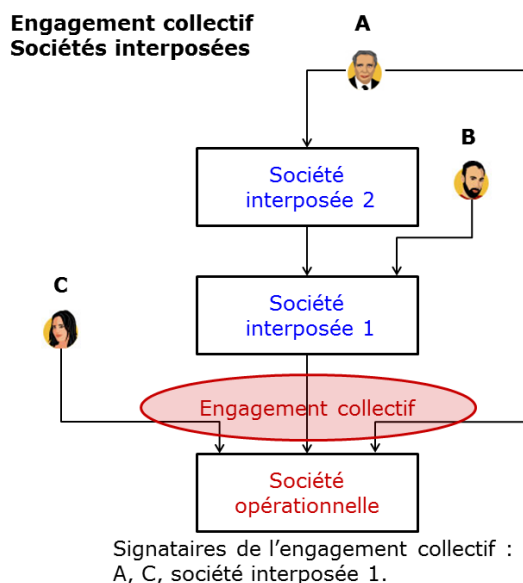 Engagement collectif
Sociétés interposées
A
B
Société
interposée 2
C
Société
interposée 1
Engagement collectif
Société
opérationnelle
Signataires de l’engagement collectif :
A, C, société interposée 1.